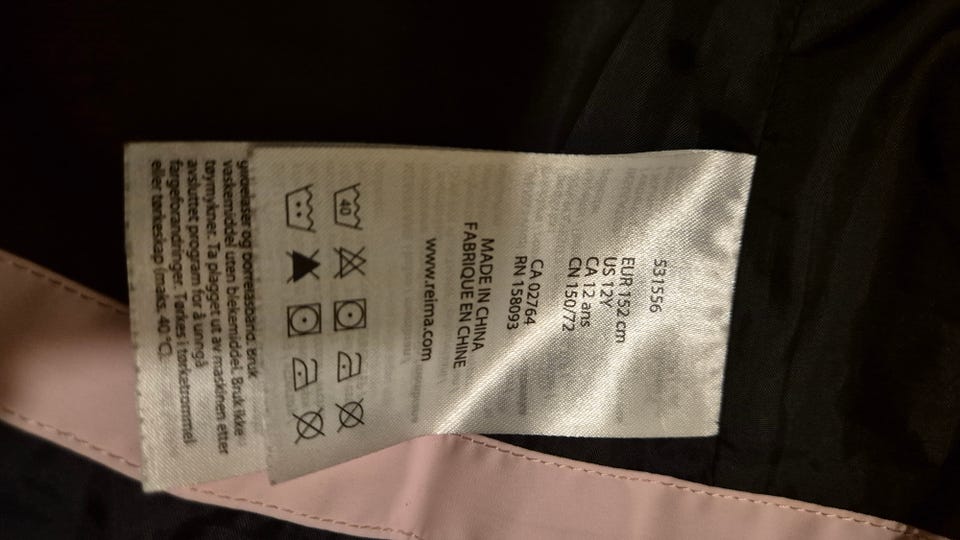 531556
EUR 152 cm
US 12Y
CA 12 ans
CN 150/72
CA 02764
RN 158093
MADE IN CHINA
FABRIQUE EN CHINE
www.reima.com
40
glidelåser og borrelåsbånd. Bruk
vaskemiddel uten blekemiddel. Bruk ikke
tøymykner. Ta plagget ut av maskinen etter
avsluttet program for å unngå
fargeforandringer. Tørkes i tørketrommel
eller tørkeskap (maks. 40 °C).